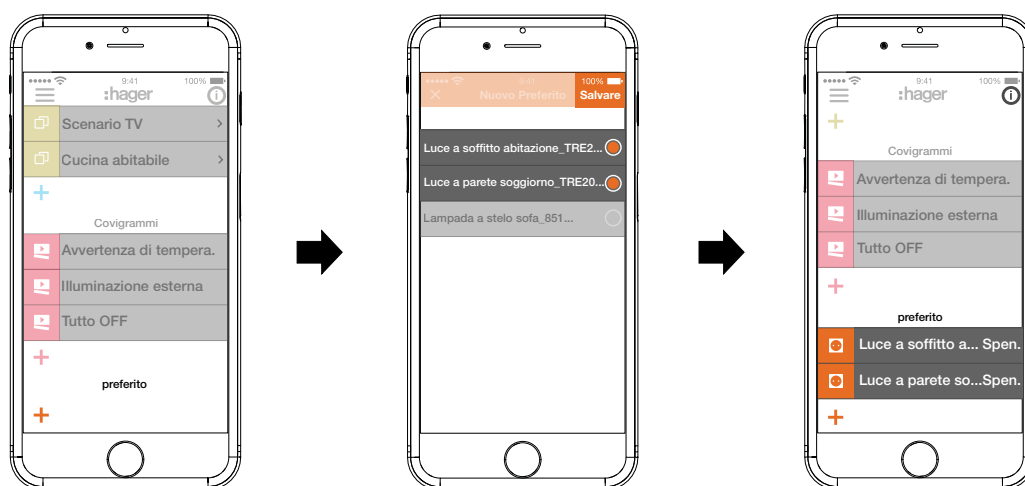 9:41
100%
:hager
Scenario TV
Cucina abitabile
Covigrammi
Avvertenza di tempera.
Illuminazione esterna
Tutto OFF
preferito
9:41
100%
Nuovo Preferito
Salvare
Luce a soffitto abitazione_TRE2...
Luce a parete soggiorno_TRE20...
Lampada a stelo sofa_851...
9:41
100%
:hager
Covigrammi
Avvertenza di tempera.
Illuminazione esterna
Tutto OFF
preferito
Luce a soffitto a... Spen.
Luce a parete so...Spen.